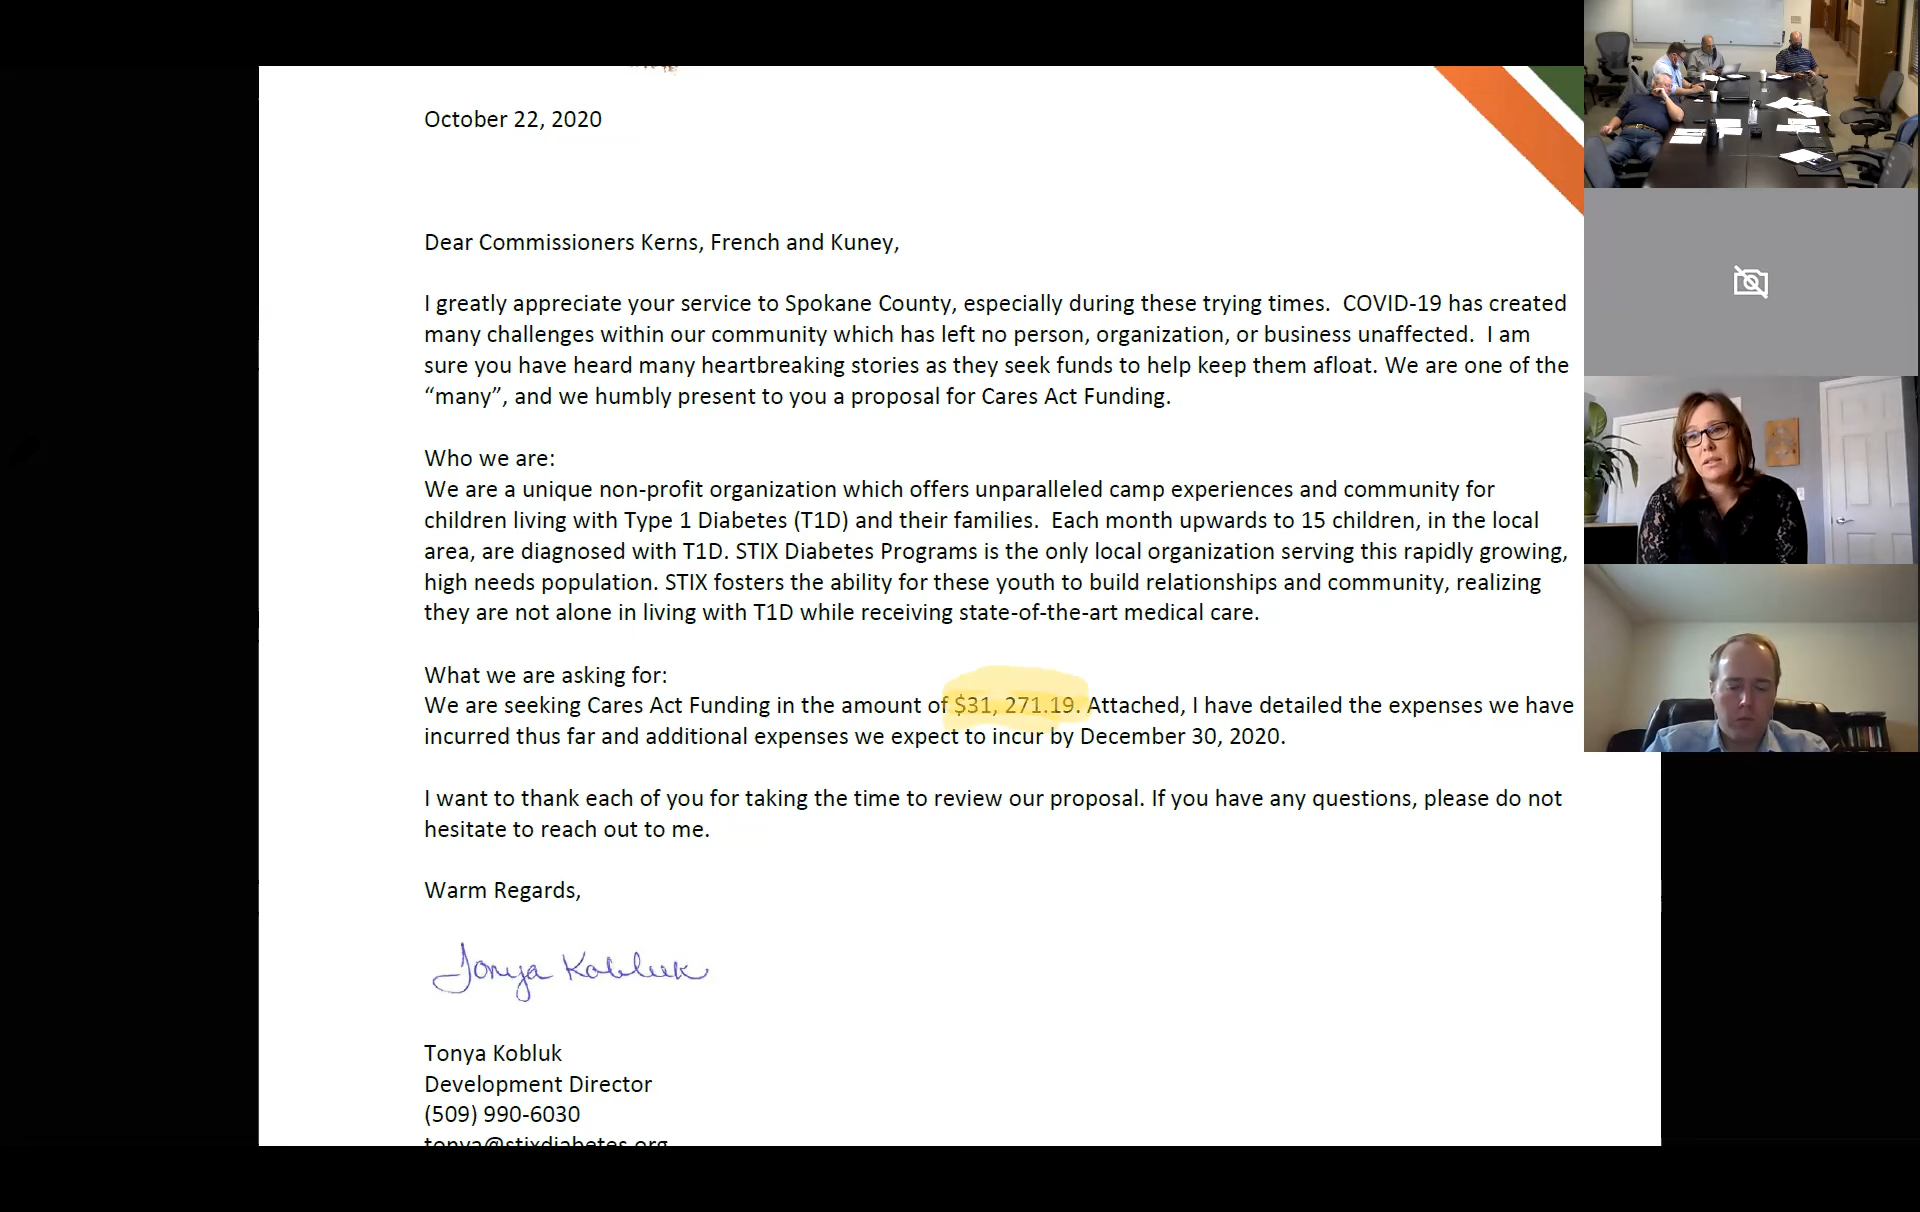 October 22, 2020
Dear Commissioners Kerns, French and Kuney,
I greatly appreciate your service to Spokane County, especially during these trying times.  COVID-19 has created
many challenges within our community which has left no person, organization, or business unaffected.  I am
sure you have heard many heartbreaking stories as they seek funds to help keep them afloat. We are one of the
“many”, and we humbly present to you a proposal for Cares Act Funding.
Who we are:
We are a unique non-profit organization which offers unparalleled camp experiences and community for
children living with Type 1 Diabetes (T1D) and their families.  Each month upwards to 15 children, in the local
area, are diagnosed with T1D. STIX Diabetes Programs is the only local organization serving this rapidly growing,
high needs population. STIX fosters the ability for these youth to build relationships and community, realizing
they are not alone in living with T1D while receiving state-of-the-art medical care.
What we are asking for:
We are seeking Cares Act Funding in the amount of $31, 271.19. Attached, I have detailed the expenses we have
incurred thus far and additional expenses we expect to incur by December 30, 2020.
I want to thank each of you for taking the time to review our proposal. If you have any questions, please do not
hesitate to reach out to me.
Warm Regards,
Tonya Kobluk
Tonya Kobluk
Development Director
(509) 990-6030
tonya@stixdiabetes.org